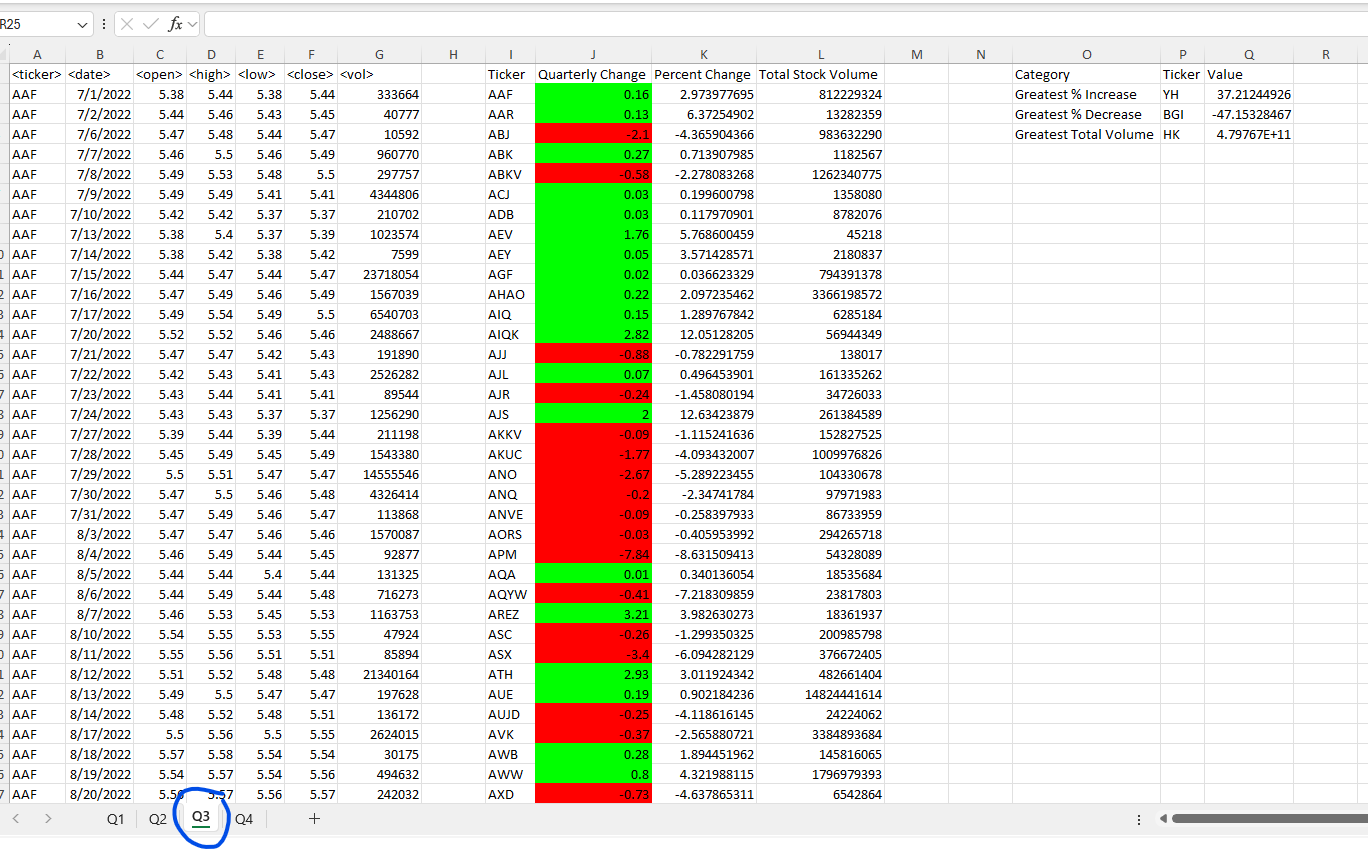 R25 fx
A B C D E F G H I J K L M N O P Q R
<ticker> <date> <open> <high> <low> <close> <vol> Ticker Quarterly Change Percent Change Total Stock Volume Category Ticker Value
AAF 7/1/2022 5.38 5.44 5.38 5.44 333664 AAF 0.16 2.973977695 812229324 Greatest % Increase YH 37.21244926
AAF 7/2/2022 5.44 5.46 5.43 5.45 40777 AAR 0.13 6.37254902 13282359 Greatest % Decrease BGI -47.15328467
AAF 7/6/2022 5.47 5.48 5.44 5.47 10592 ABJ -2.1 -4.365904366 983632290 Greatest Total Volume HK 4.79767E+11
AAF 7/7/2022 5.46 5.5 5.46 5.49 960770 ABK 0.27 0.713907985 1182567
AAF 7/8/2022 5.49 5.53 5.48 5.5 297757 ABKV -0.58 -2.278083268 1262340775
AAF 7/9/2022 5.49 5.49 5.41 5.41 4344806 ACJ 0.03 0.199600798 1358080
AAF 7/10/2022 5.42 5.42 5.37 5.37 210702 ADB 0.03 0.117970901 8782076
AAF 7/13/2022 5.38 5.4 5.37 5.39 1023574 AEV 1.76 5.768600459 45218
AAF 7/14/2022 5.38 5.42 5.38 5.42 7599 AEY 0.05 3.571428571 2180837
AAF 7/15/2022 5.44 5.47 5.44 5.47 23718054 AGF 0.02 0.036623329 794391378
AAF 7/16/2022 5.47 5.49 5.46 5.49 1567039 AHAO 0.22 2.097235462 3366198572
AAF 7/17/2022 5.49 5.54 5.49 5.5 6540703 AIQ 0.15 1.289767842 6285184
AAF 7/20/2022 5.52 5.52 5.46 5.46 2488667 AIQK 2.82 12.05128205 56944349
AAF 7/21/2022 5.47 5.47 5.42 5.43 191890 AJJ -0.88 -0.782291759 138017
AAF 7/22/2022 5.42 5.43 5.41 5.43 2526282 AJL 0.07 0.496453901 161335262
AAF 7/23/2022 5.43 5.44 5.41 5.41 89544 AJR -0.24 -1.458080194 34726033
AAF 7/24/2022 5.43 5.43 5.37 5.37 1256290 AJS 2 12.63423879 261384589
AAF 7/27/2022 5.39 5.44 5.39 5.44 211198 AKKV -0.09 -1.115241636 152827525
AAF 7/28/2022 5.45 5.49 5.45 5.49 1543380 AKUC -1.77 -4.093432007 1009976826
AAF 7/29/2022 5.5 5.51 5.47 5.47 14555546 ANO -2.67 -5.289223455 104330678
AAF 7/30/2022 5.47 5.5 5.46 5.48 4326414 ANQ -0.2 -2.34741784 97971983
AAF 7/31/2022 5.47 5.49 5.46 5.47 113868 ANVE -0.09 -0.258397933 86733959
AAF 8/3/2022 5.47 5.47 5.46 5.46 1570087 AORS -0.03 -0.405953992 294265718
AAF 8/4/2022 5.46 5.49 5.44 5.45 92877 APM -7.84 -8.631509413 54328089
AAF 8/5/2022 5.44 5.44 5.4 5.44 131325 AQA 0.01 0.340136054 18535684
AAF 8/6/2022 5.44 5.49 5.44 5.48 716273 AQYW -0.41 -7.218309859 23817803
AAF 8/7/2022 5.46 5.53 5.45 5.53 1163753 AREZ 3.21 3.982630273 18361937
AAF 8/10/2022 5.54 5.55 5.53 5.55 47924 ASC -0.26 -1.299350325 200985798
AAF 8/11/2022 5.55 5.56 5.51 5.51 85894 ASX -3.4 -6.094282129 376672405
AAF 8/12/2022 5.51 5.52 5.48 5.48 21340164 ATH 2.93 3.011924342 482661404
AAF 8/13/2022 5.49 5.5 5.47 5.47 197628 AUE 0.19 0.902184236 14824441614
AAF 8/14/2022 5.48 5.52 5.48 5.51 136172 AUJD -0.25 -4.118616145 24224062
AAF 8/17/2022 5.5 5.56 5.5 5.55 2624015 AVK -0.37 -2.565880721 3384893684
AAF 8/18/2022 5.57 5.58 5.54 5.54 30175 AWB 0.28 1.894451962 145816065
AAF 8/19/2022 5.54 5.57 5.54 5.56 494632 AWW 0.8 4.321988115 1796979393
AAF 8/20/2022 5.56 5.57 5.56 5.57 242032 AXD -0.73 -4.637865311 6542864
Q1 Q2 Q3 Q4